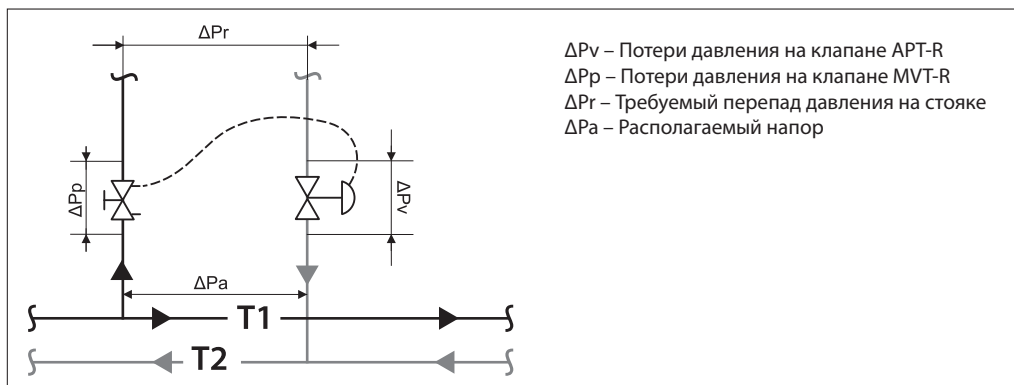 ΔPr
ΔPv – Потери давления на клапане APT-R
ΔPp – Потери давления на клапане MVT-R
ΔPr – Требуемый перепад давления на стояке
ΔPa – Располагаемый напор
ΔPp
ΔPv
ΔPa
T1
T2